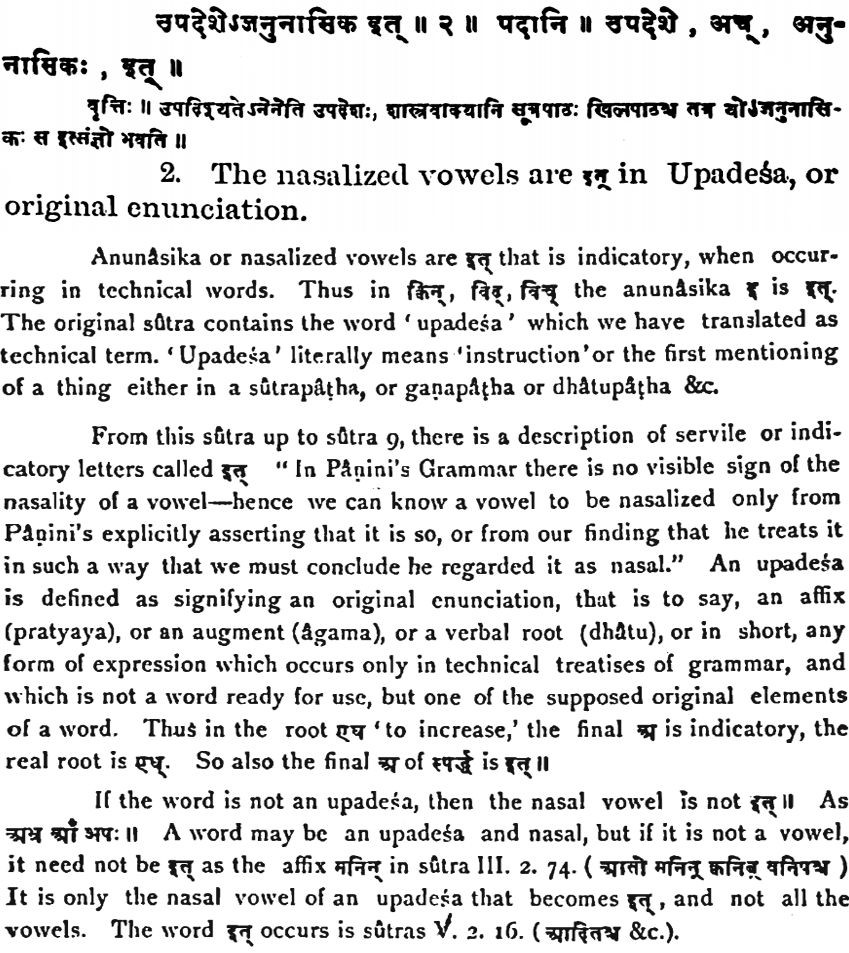 उपदेशेऽजनुनासिक इत् ॥ २ ॥ पदानि ॥ उपदेशे , अच् , अनु-
नासिकः , इत् ॥
वृत्तिः ॥ उपदिश्यतेऽनेनेति उपदेशः, शास्त्रवाक्यानि सूत्रपाठः खिलपाठश्च तत्र योऽजनुनासि-
कः स इत्संज्ञो भवति ॥
2. The nasalized vowels are इत् in Upadeśa, or
original enunciation.
Anunâsika or nasalized vowels are इत् that is indicatory, when occur-
ring in technical words. Thus in क्विन्, विट्, विच् the anunâsika इ is इत्.
The original sûtra contains the word ‘upadeśa’ which we have translated as
technical term. ‘Upadeśa’ literally means ‘instruction’ or the first mentioning
of a thing either in a sûtrapâṭha, or gaṇapâṭha or dhâtupâṭha &c.
From this sûtra up to sûtra 9, there is a description of servile or indi-
catory letters called इत् “In Pâṇini's Grammar there is no visible sign of the
nasality of a vowel—hence we can know a vowel to be nasalized only from
Pâṇini's explicitly asserting that it is so, or from our finding that he treats it
in such a way that we must conclude he regarded it as nasal.” An upadeśa
is defined as signifying an original enunciation, that is to say, an affix
(pratyaya), or an augment (âgama), or a verbal root (dhâtu), or in short, any
form of expression which occurs only in technical treatises of grammar, and
which is not a word ready for use, but one of the supposed original elements
of a word. Thus in the root एध ‘to increase,’ the final अ is indicatory, the
real root is एध्. So also the final अ of स्पर्द्ध is इत् ॥
If the word is not an upadeśa, then the nasal vowel is not इत् ॥ As
अभ्र आँ अपः ॥ A word may be an upadeśa and nasal, but if it is not a vowel,
it need not be इत् as the affix मनिन् in sûtra III. 2. 74. ( आतो मनिन् क्वनिब् वनिपश्च )
It is only the nasal vowel of an upadeśa that becomes इत् , and not all the
vowels. The word इत् occurs is sûtras V. 2. 16. ( आदितश्च &c.).